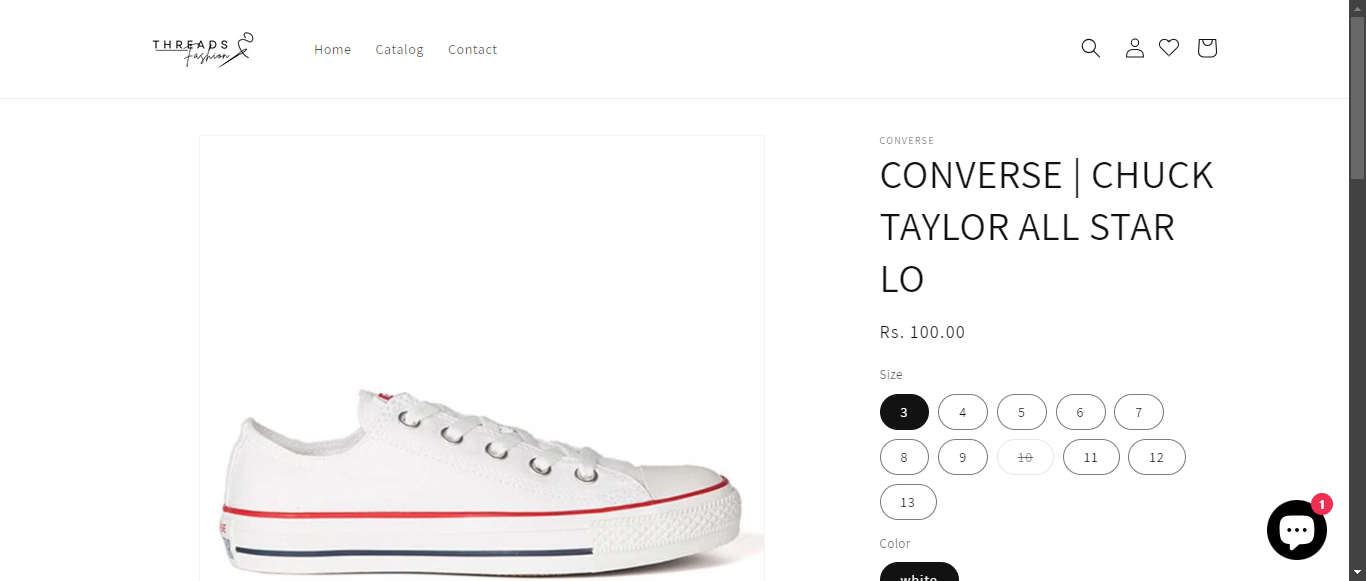 THREADS
Fashion
Home Catalog Contact
CONVERSE
CONVERSE | CHUCK
TAYLOR ALL STAR
LO
Rs. 100.00
Size
3 4 5 6 7
8 9 10 11 12
13
1
Color
white